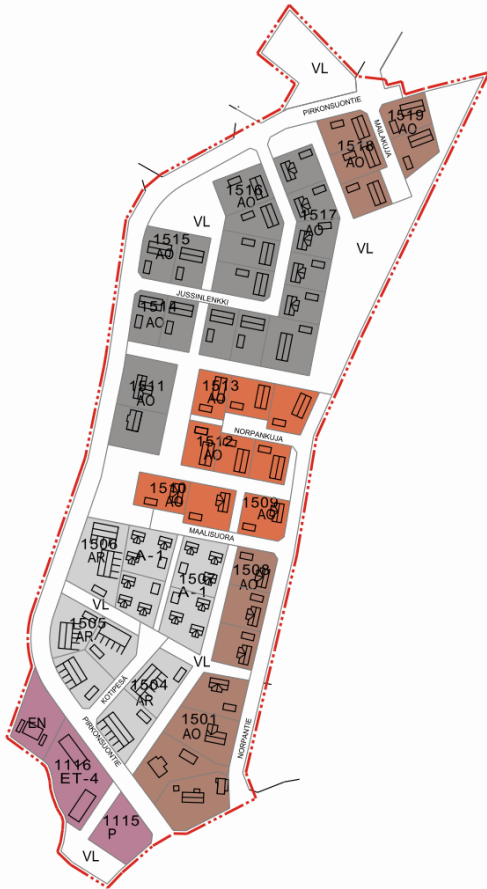 VL
PIRKONSUONTIE
1519
AO
MAILAKUJA
1518
AO
1516
AO
1517
AO
VL
VL
1515
AO
JUSSINLENKKI
1514
AO
1511
AO
1513
AO
NORPANKUJA
1512
AO
1510
AO
1509
AO
MAALISUORA
1506
AR
A-1
1507
A-1
1508
AO
VL
1505
AR
VL
KOTIPESÄ
1504
AR
1501
AO
NORPANTIE
PIRKONSUONTIE
EN
1116
ET-4
1115
P
VL